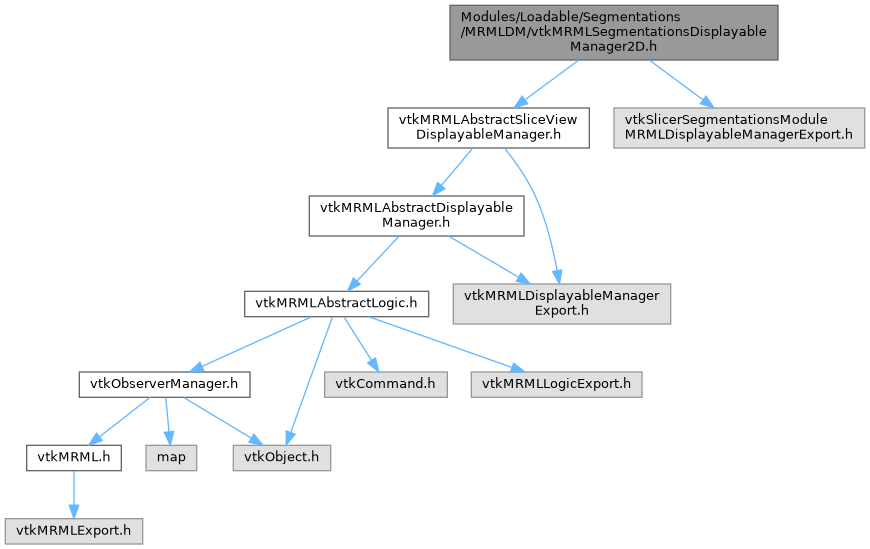 Modules/Loadable/Segmentations
/MRMLDM/vtkMRMLSegmentationsDisplayable
Manager2D.h
vtkMRMLAbstractSliceView
DisplayableManager.h
vtkSlicerSegmentationsModule
MRMLDisplayableManagerExport.h
vtkMRMLAbstractDisplayable
Manager.h
vtkMRMLAbstractLogic.h
vtkMRMLDisplayableManager
Export.h
vtkObserverManager.h
vtkCommand.h
vtkMRMLLogicExport.h
vtkMRML.h
map
vtkObject.h
vtkMRMLExport.h